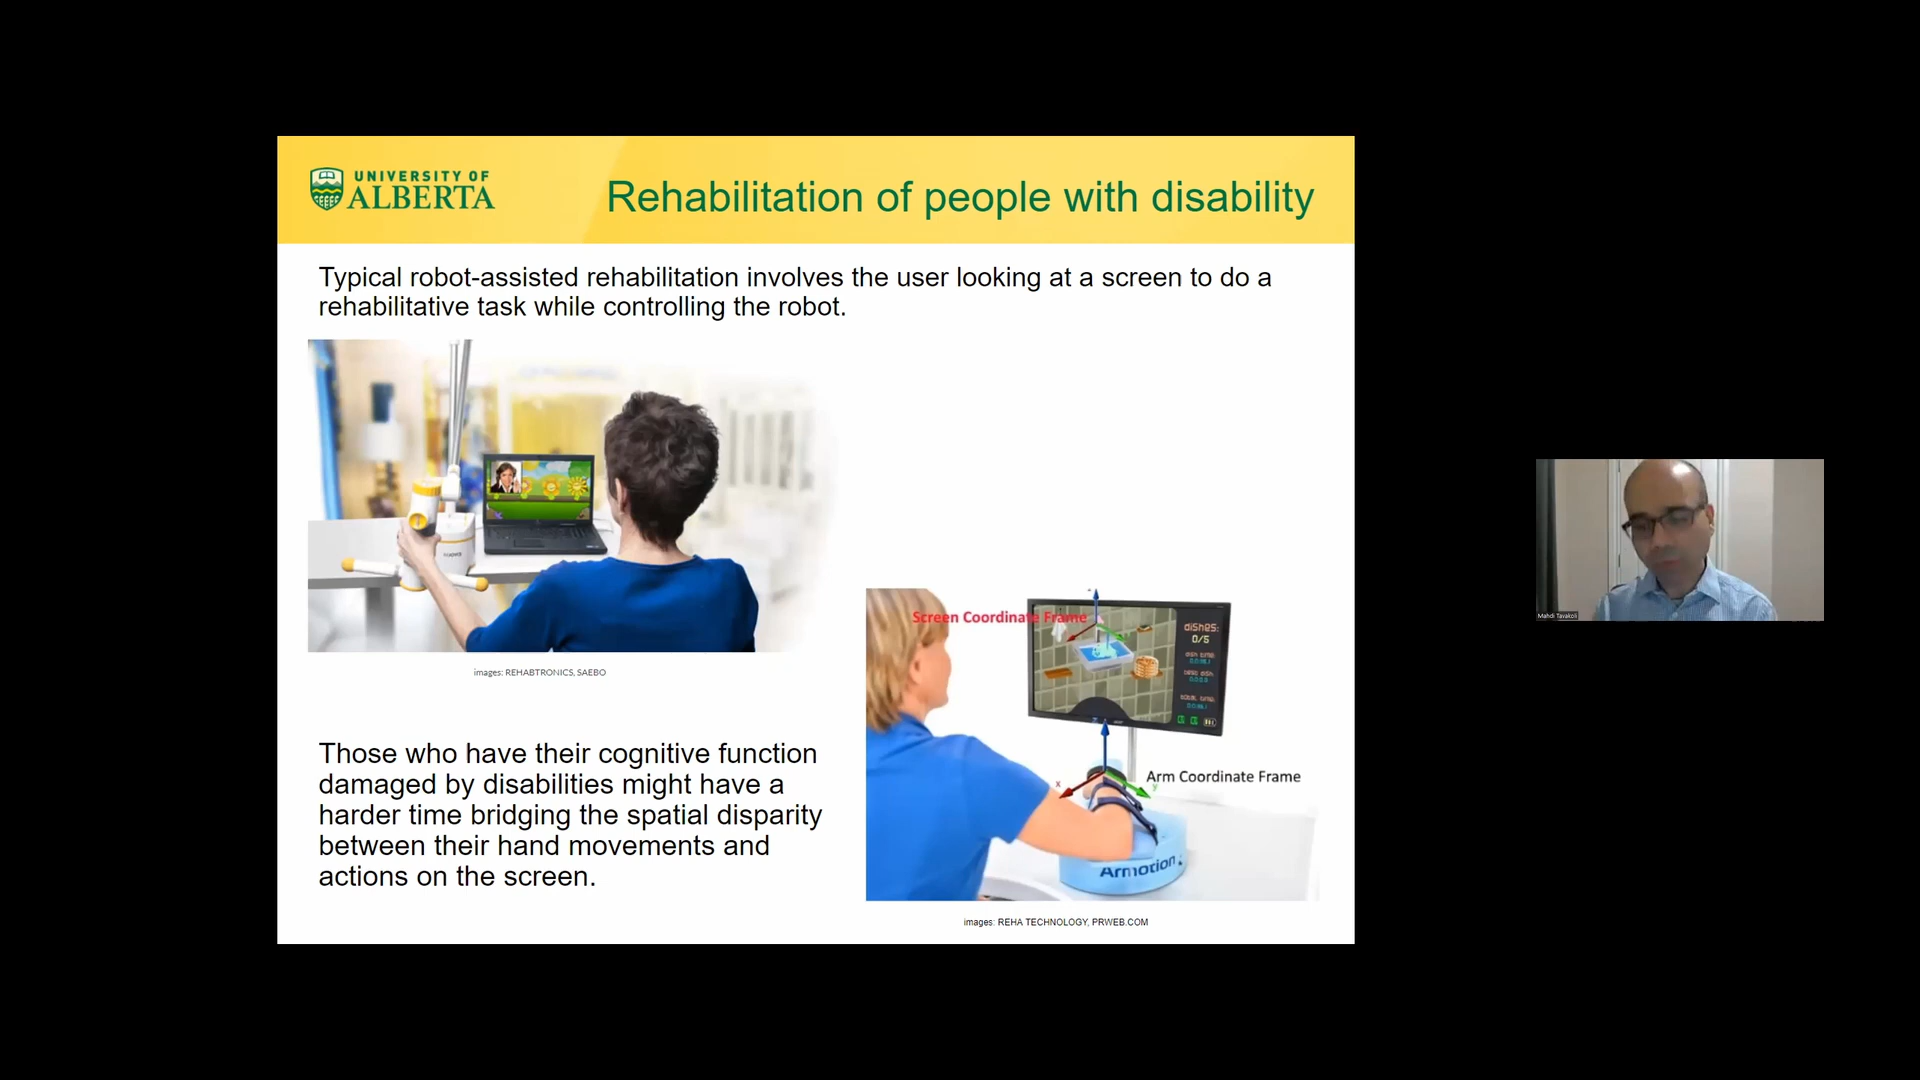 UNIVERSITY OF
ALBERTA
Rehabilitation of people with disability
Typical robot-assisted rehabilitation involves the user looking at a screen to do a
rehabilitative task while controlling the robot.
images: REHABTRONICS, SAEBO
Those who have their cognitive function
damaged by disabilities might have a
harder time bridging the spatial disparity
between their hand movements and
actions on the screen.
Screen Coordinate Frame
dishes:
0/5
Arm Coordinate Frame
x
y
Armotion
images: REHA TECHNOLOGY, PRWEB.COM
Mahdi Tavakoli